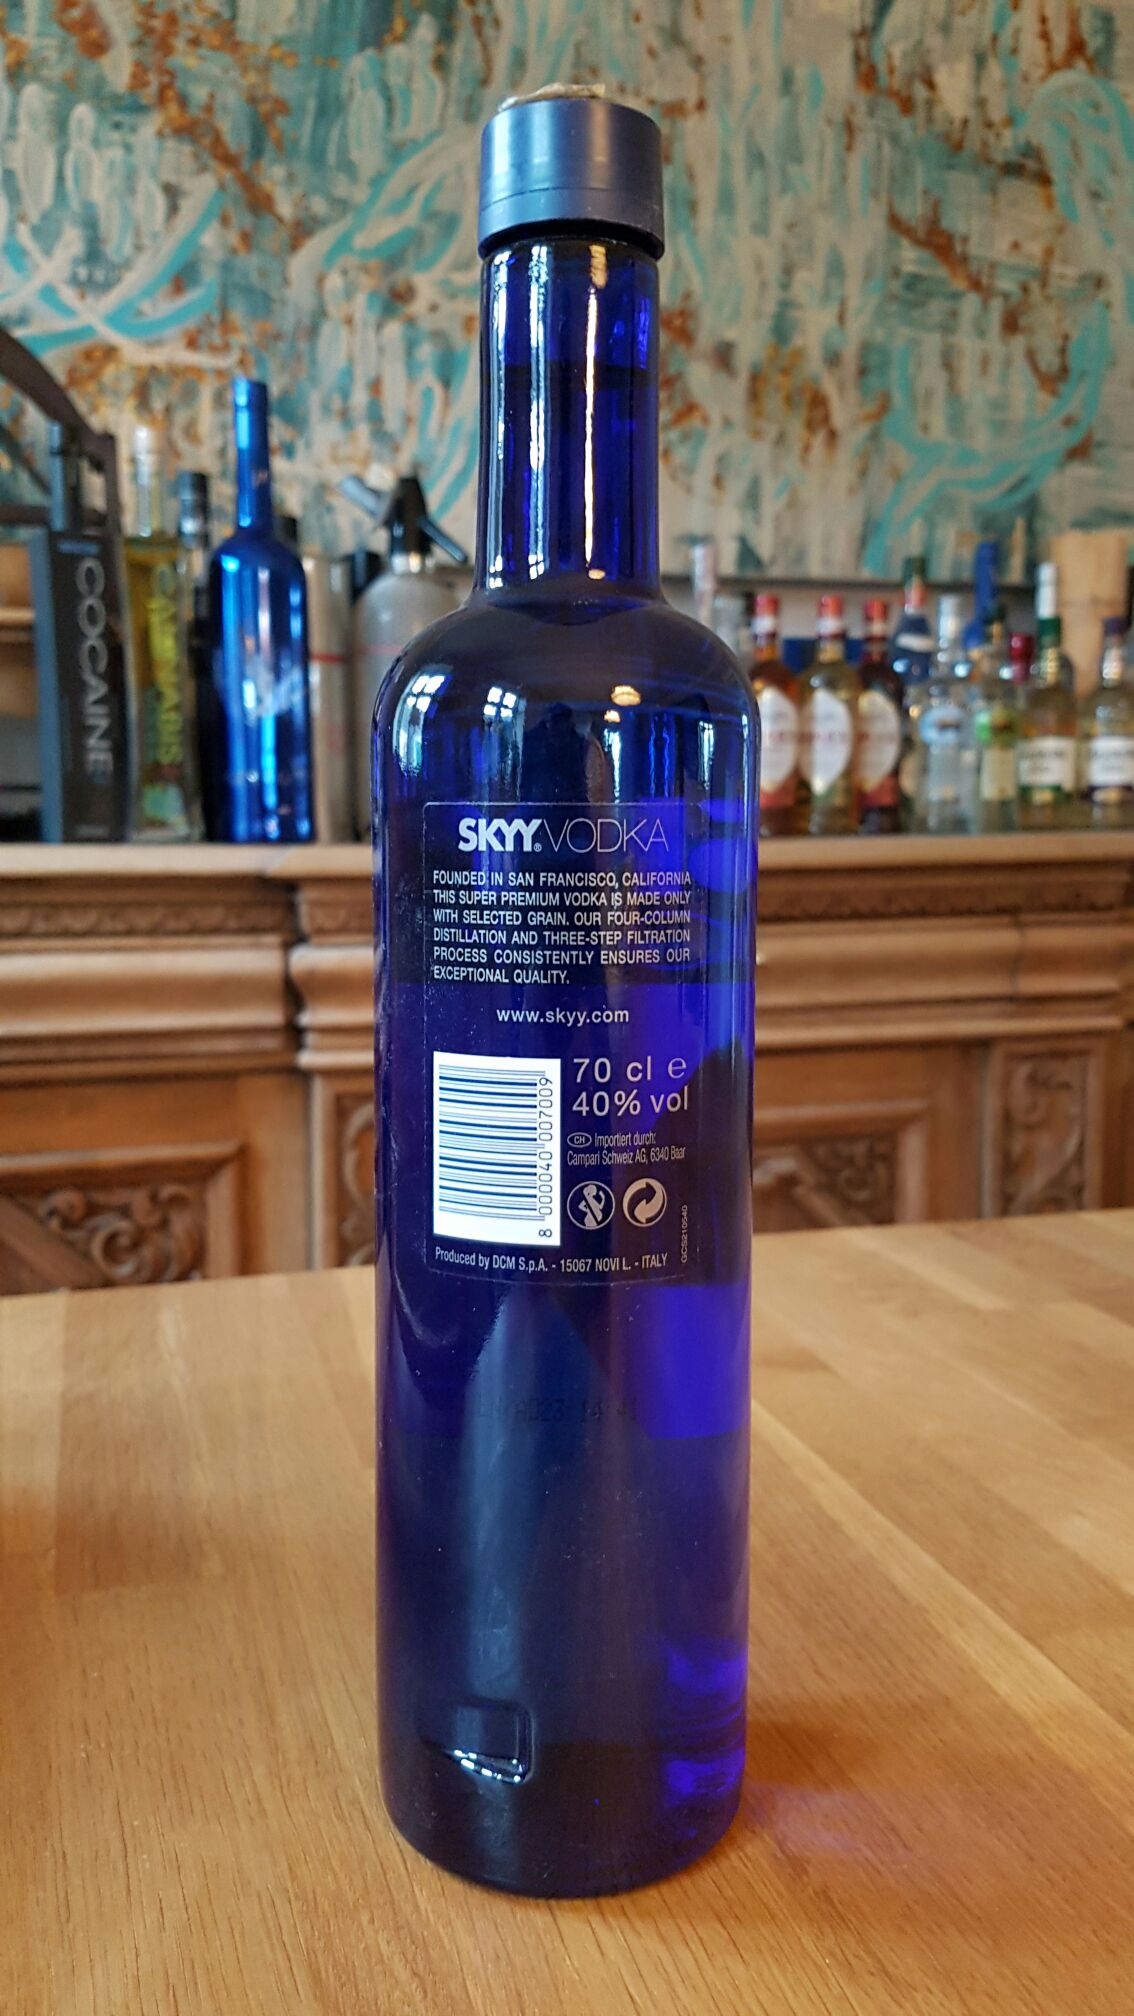 COCAINE
CANNABIS
SKYY® VODKA
FOUNDED IN SAN FRANCISCO, CALIFORNIA
THIS SUPER PREMIUM VODKA IS MADE ONLY
WITH SELECTED GRAIN. OUR FOUR-COLUMN
DISTILLATION AND THREE-STEP FILTRATION
PROCESS CONSISTENTLY ENSURES OUR
EXCEPTIONAL QUALITY.
www.skyy.com
70 cl e
40% vol
CH Importiert durch:
Campari Schweiz AG, 6340 Baar
8 000040 007009
GCS210540
Produced by DCM S.p.A. - 15067 NOVI L. - ITALY